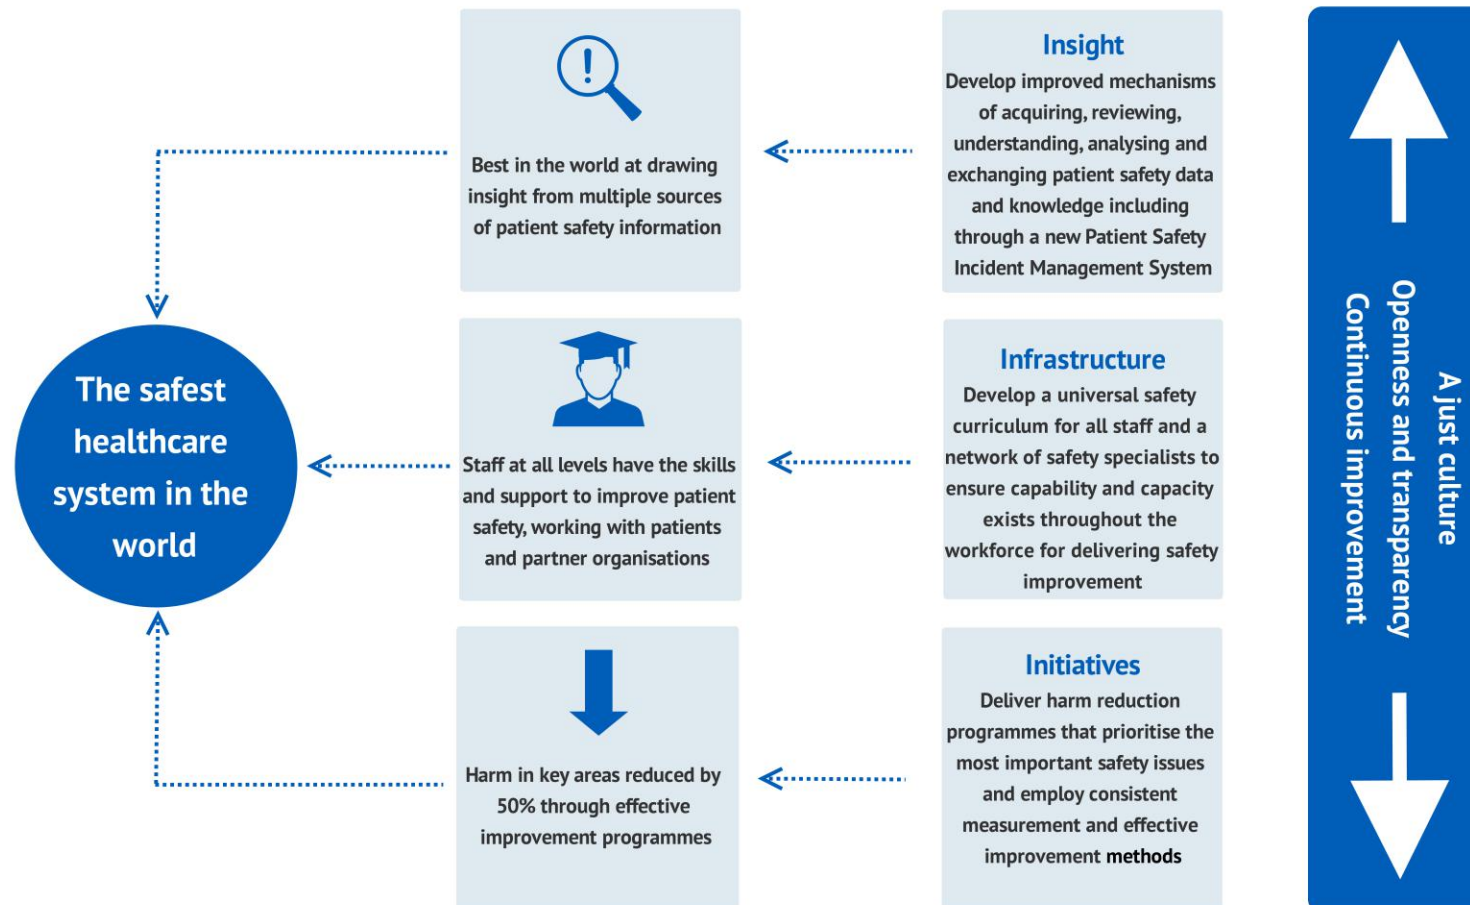 The safest
healthcare
system in the
world
Best in the world at drawing
insight from multiple sources
of patient safety information
Staff at all levels have the skills
and support to improve patient
safety, working with patients
and partner organisations
Harm in key areas reduced by
50% through effective
improvement programmes
Insight
Develop improved mechanisms
of acquiring, reviewing,
understanding, analysing and
exchanging patient safety data
and knowledge including
through a new Patient Safety
Incident Management System
Infrastructure
Develop a universal safety
curriculum for all staff and a
network of safety specialists to
ensure capability and capacity
exists throughout the
workforce for delivering safety
improvement
Initiatives
Deliver harm reduction
programmes that prioritise the
most important safety issues
and employ consistent
measurement and effective
improvement methods
A just culture
Openness and transparency
Continuous improvement